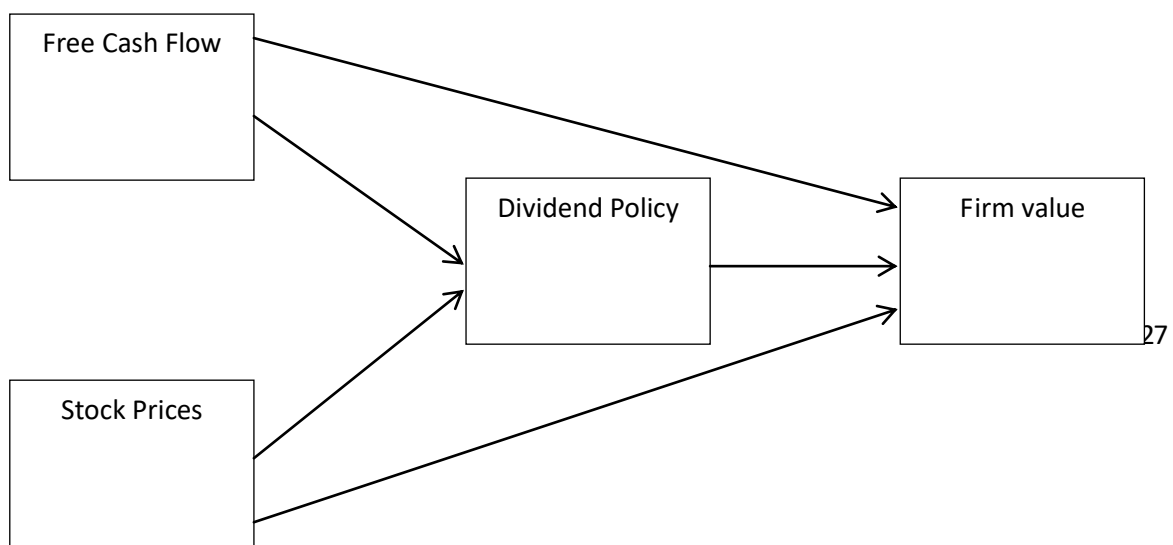 Free Cash Flow
Dividend Policy
Firm value
27
Stock Prices